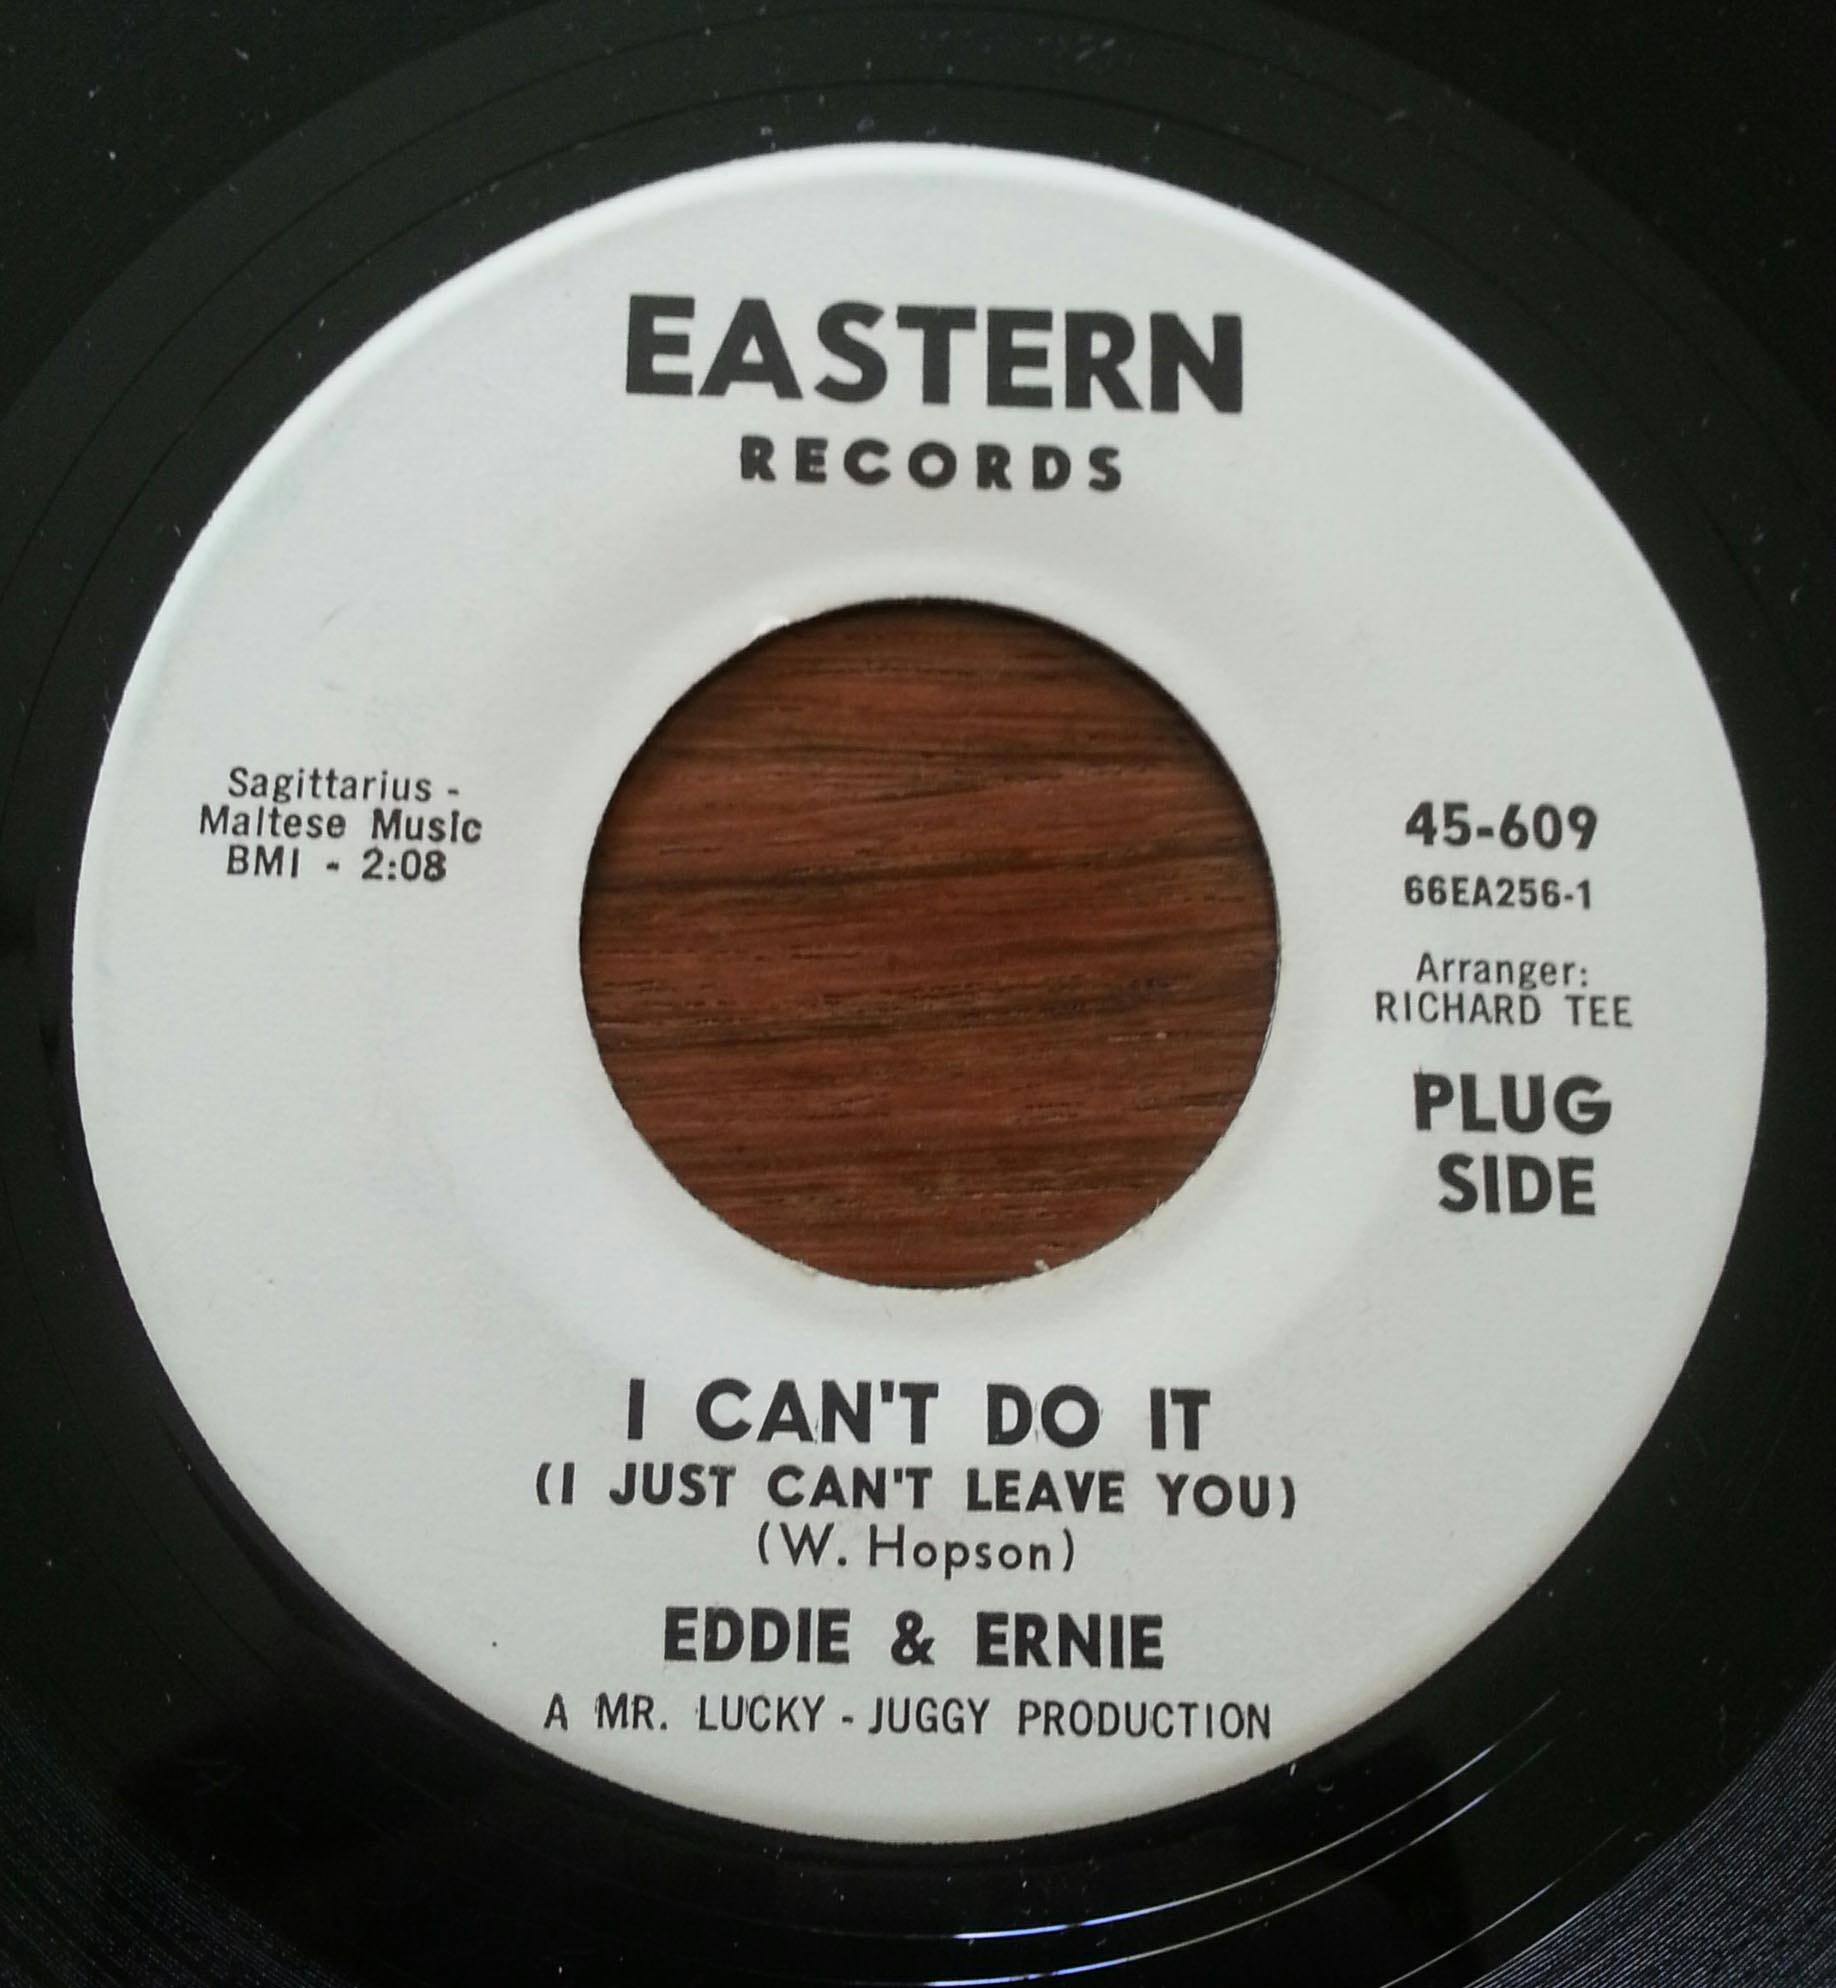 EASTERN
RECORDS
Sagittarius -
Maltese Music
BMI - 2:08
45-609
66EA256-1
Arranger:
RICHARD TEE
PLUG
SIDE
I CAN'T DO IT
(I JUST CAN'T LEAVE YOU)
(W. Hopson)
EDDIE & ERNIE
A MR. LUCKY - JUGGY PRODUCTION